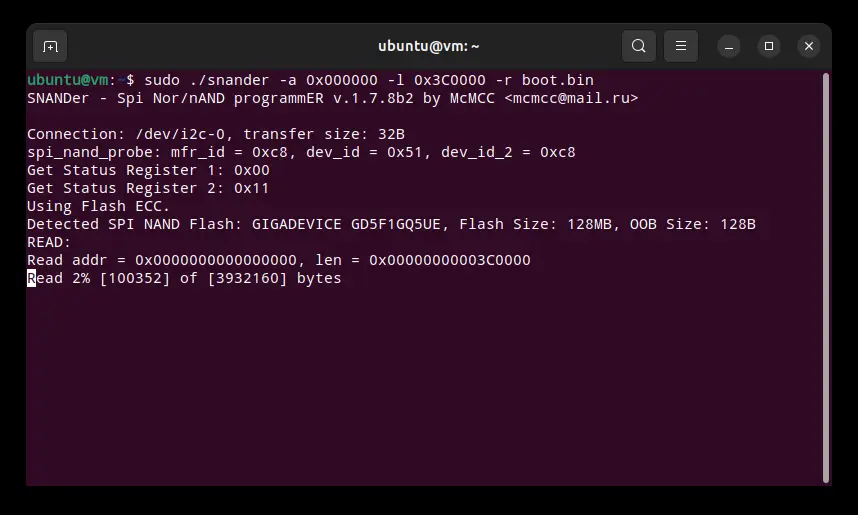 ubuntu@vm: ~
ubuntu@vm:~$ sudo ./snander -a 0x000000 -l 0x3C0000 -r boot.bin
SNANDer - Spi Nor/nAND programmER v.1.7.8b2 by McMCC <mcmcc@mail.ru>
Connection: /dev/i2c-0, transfer size: 32B
spi_nand_probe: mfr_id = 0xc8, dev_id = 0x51, dev_id_2 = 0xc8
Get Status Register 1: 0x00
Get Status Register 2: 0x11
Using Flash ECC.
Detected SPI NAND Flash: GIGADEVICE GD5F1GQ5UE, Flash Size: 128MB, OOB Size: 128B
READ:
Read addr = 0x0000000000000000, len = 0x00000000003C0000
Read 2% [100352] of [3932160] bytes